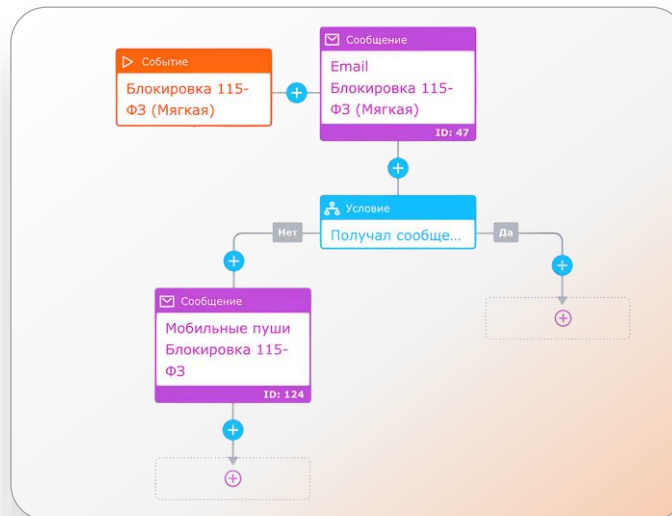 Событие
Блокировка 115-
ФЗ (Мягкая)
Сообщение
Email
Блокировка 115-
ФЗ (Мягкая)
ID: 47
Условие
Получал сообще...
Нет
Да
Сообщение
Мобильные пуши
Блокировка 115-
ФЗ
ID: 124